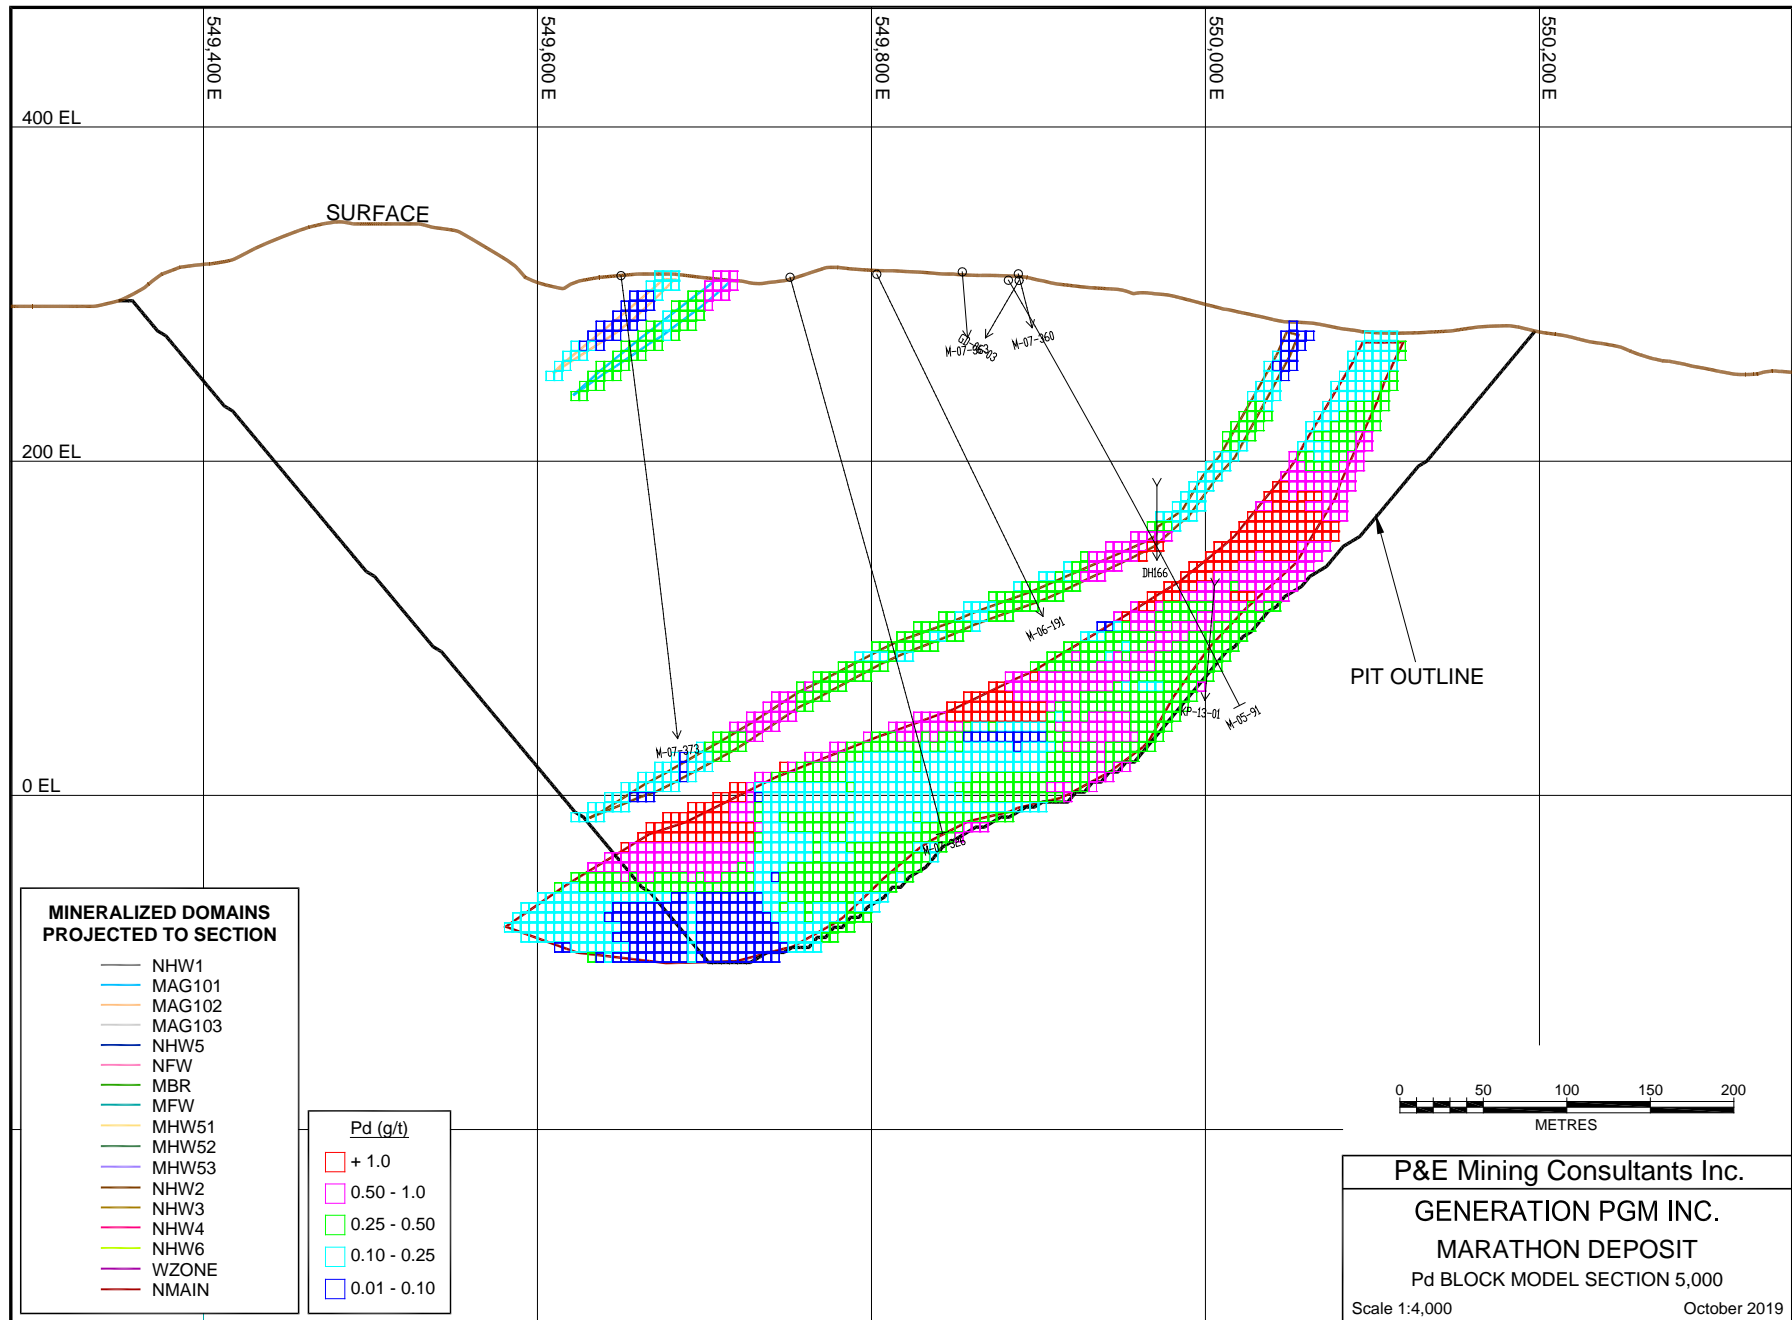 549,400 E
549,600 E
549,800 E
550,000 E
550,200 E
400 EL
SURFACE
M-07-360
200 EL
DH166
M-06-191
PIT OUTLINE
KP-13-01
M-05-91
M-07-373
0 EL
M-07-326
MINERALIZED DOMAINS
PROJECTED TO SECTION
NHW1
MAG101
MAG102
MAG103
NHW5
NFW
MBR
MFW
MHW51
MHW52
MHW53
NHW2
NHW3
NHW4
NHW6
WZONE
NMAIN
Pd (g/t)
+ 1.0
0.50 - 1.0
0.25 - 0.50
0.10 - 0.25
0.01 - 0.10
0 50 100 150 200
METRES
P&E Mining Consultants Inc.
GENERATION PGM INC.
MARATHON DEPOSIT
Pd BLOCK MODEL SECTION 5,000
Scale 1:4,000 October 2019